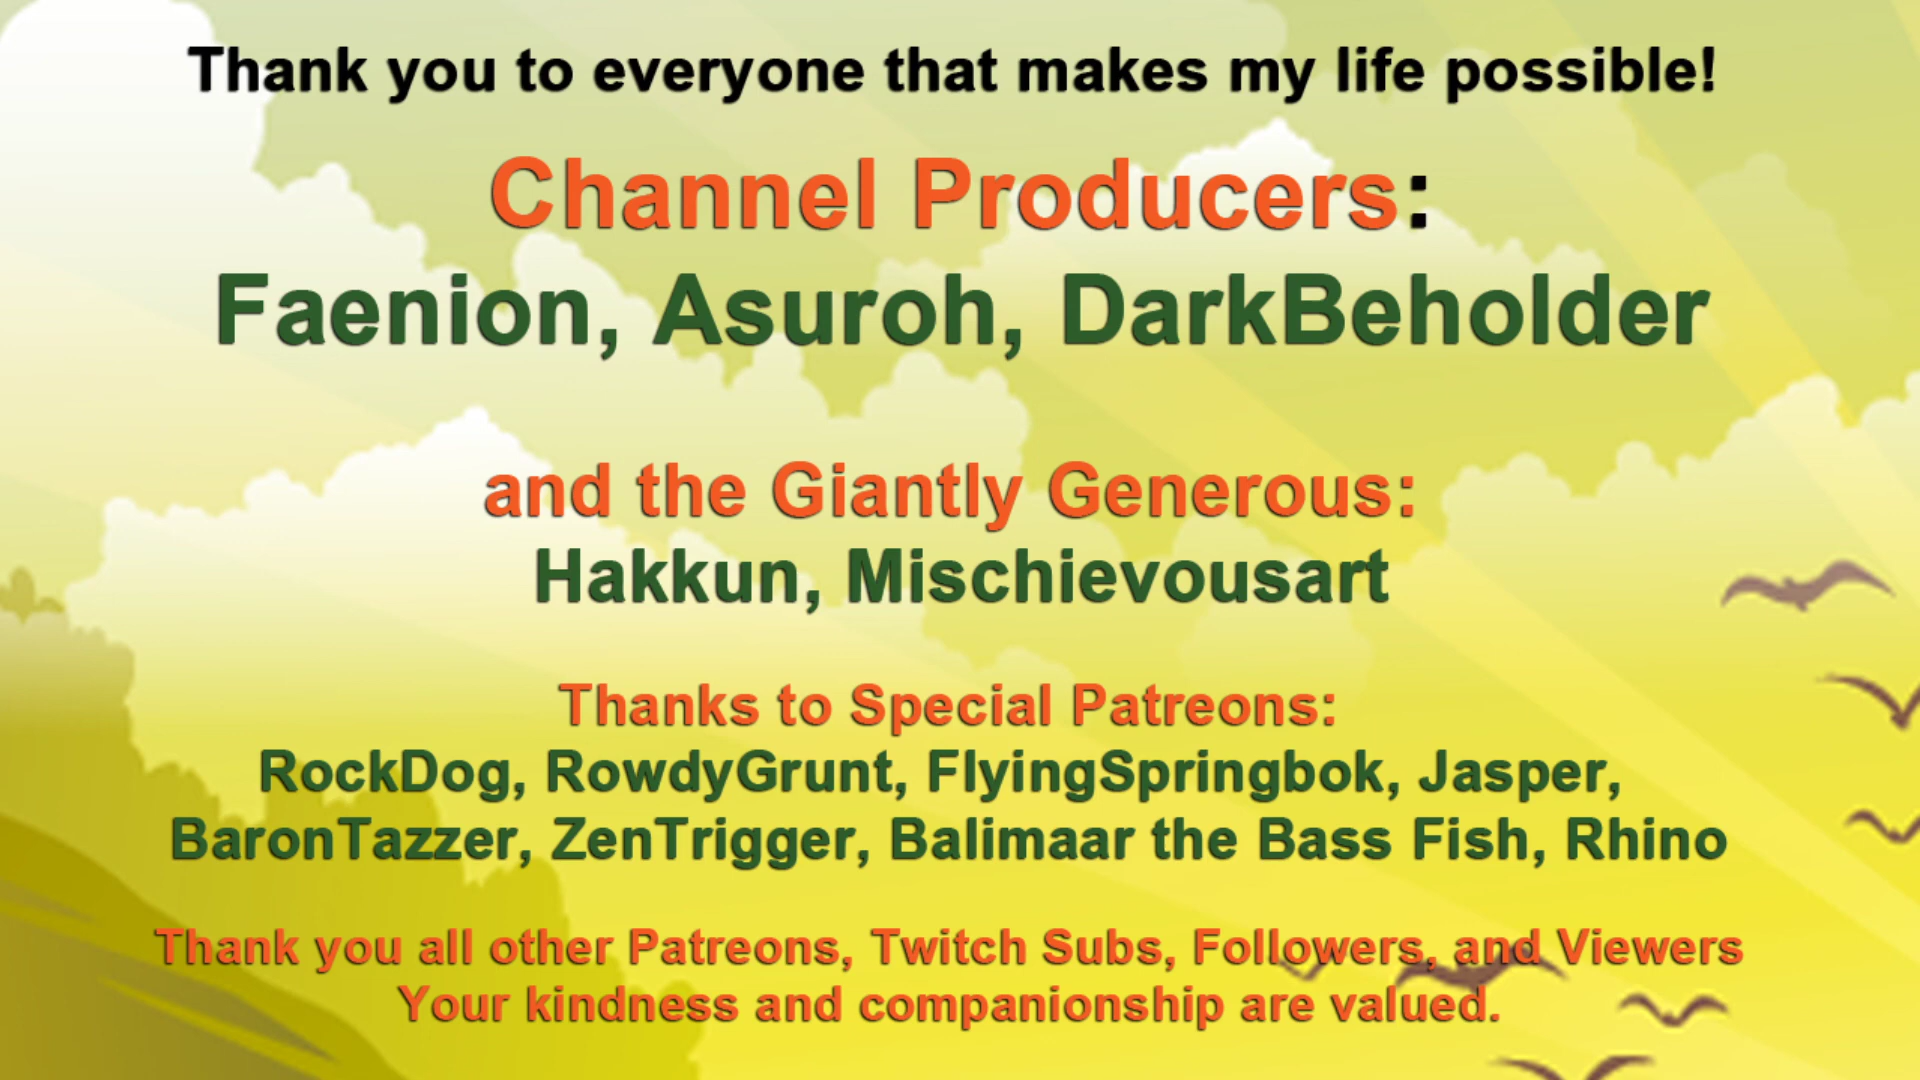 Thank you to everyone that makes my life possible!
Channel Producers:
Faenion, Asuroh, DarkBeholder
and the Giantly Generous:
Hakkun, Mischievousart
Thanks to Special Patreons:
RockDog, RowdyGrunt, FlyingSpringbok, Jasper,
BaronTazzer, ZenTrigger, Balimaar the Bass Fish, Rhino
Thank you all other Patreons, Twitch Subs, Followers, and Viewers
Your kindness and companionship are valued.